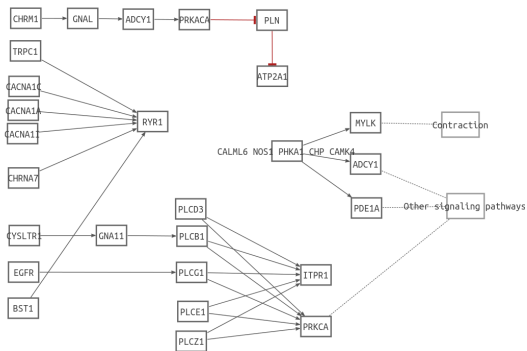 CHRM1
GNAL
ADCY1
PRKACA
PLN
TRPC1
ATP2A1
CACNA1C
CACNA1A
CACNA1I
RYR1
MYLK
Contraction
CALML6 NOS1 PHKA1 CHP CAMK4
ADCY1
CHRNA7
PDE1A
Other signaling pathways
PLCD3
CYSLTR1
GNA11
PLCB1
EGFR
PLCG1
ITPR1
BST1
PLCE1
PRKCA
PLCZ1